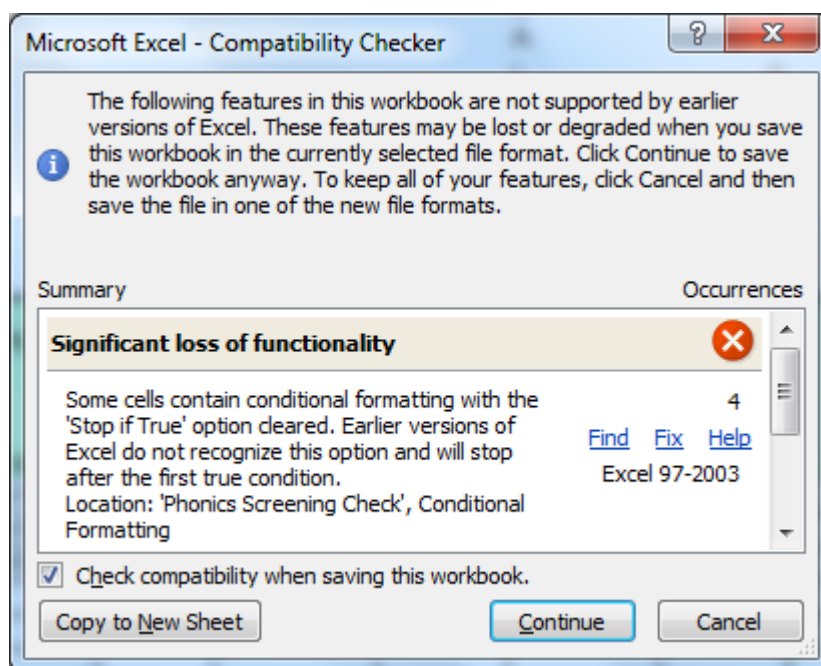 Microsoft Excel - Compatibility Checker
The following features in this workbook are not supported by earlier
versions of Excel. These features may be lost or degraded when you save
this workbook in the currently selected file format. Click Continue to save
the workbook anyway. To keep all of your features, click Cancel and then
save the file in one of the new file formats.
Summary Occurrences
Significant loss of functionality
Some cells contain conditional formatting with the 4
'Stop if True' option cleared. Earlier versions of
Excel do not recognize this option and will stop Find Fix Help
after the first true condition. Excel 97-2003
Location: 'Phonics Screening Check', Conditional
Formatting
Check compatibility when saving this workbook.
Copy to New Sheet Continue Cancel